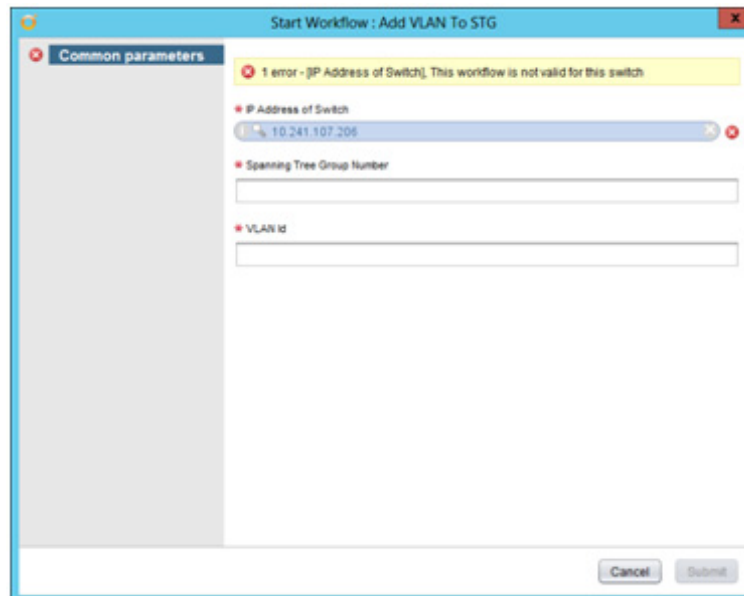 Start Workflow : Add VLAN To STG
x
Common parameters
1 error - [IP Address of Switch], This workflow is not valid for this switch
* IP Address of Switch
10.241.107.206
* Spanning Tree Group Number
* VLAN Id
Cancel
Submit